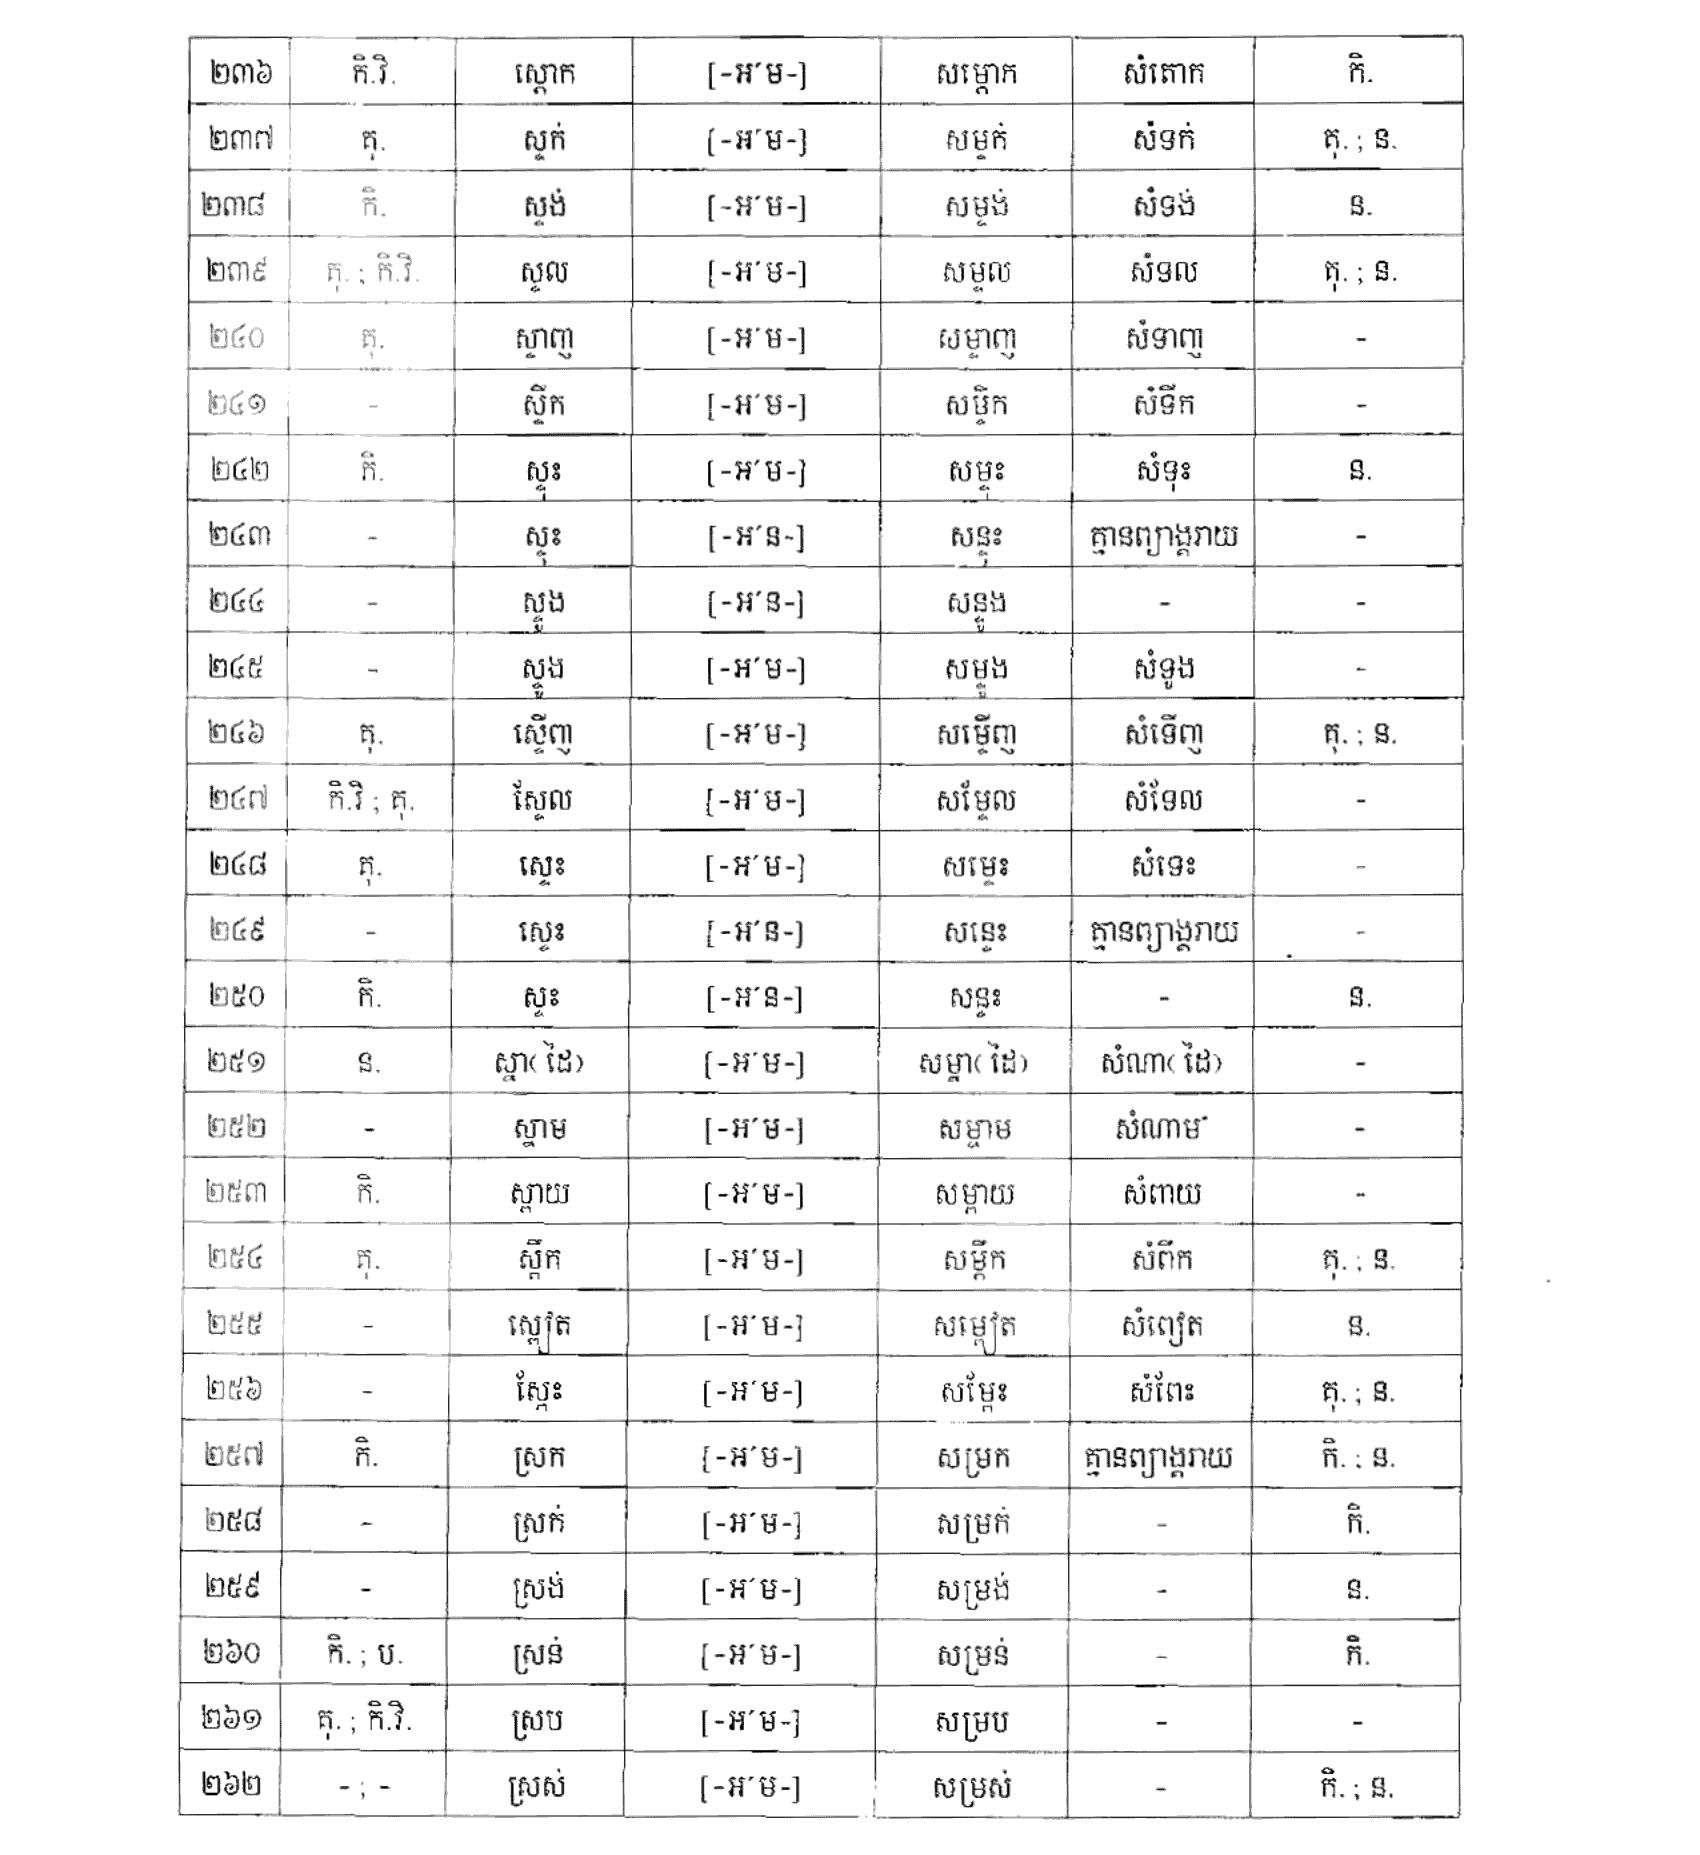 ២៣៦ កិ.វិ. ស្តោក [-អ៌ម-] សម្តោក សំតោក កិ.
២៣៧ គុ. ស្ទក់ [-អ៌ម-] សម្ទក់ សំទក់ គុ. ; ន.
២៣៨ កិ. ស្ទង់ [-អ៌ម-] សម្ទង់ សំទង់ ន.
២៣៩ គុ. ; កិ.វិ. ស្ទល [-អ៌ម-] សម្ទល សំទល គុ. ; ន.
២៤០ គុ. ស្ទាញ [-អ៌ម-] សម្ទាញ សំទាញ -
២៤១ - ស្ទឹក [-អ៌ម-] សម្ទឹក សំទឹក -
២៤២ កិ. ស្ទុះ [-អ៌ម-] សម្ទុះ សំទុះ ន.
២៤៣ - ស្ទុះ [-អ៌ន-] សន្ទុះ គ្មានព្យាង្គរាយ -
២៤៤ - ស្ទូង [-អ៌ន-] សន្ទូង - -
២៤៥ - ស្ទូង [-អ៌ម-] សម្ទូង សំទូង -
២៤៦ គុ. ស្ទើញ [-អ៌ម-] សម្ទើញ សំទើញ គុ. ; ន.
២៤៧ កិ.វិ ; គុ. ស្ទែល [-អ៌ម-] សម្ទែល សំទែល -
២៤៨ គុ. ស្ទេះ [-អ៌ម-] សម្ទេះ សំទេះ -
២៤៩ - ស្ទេះ [-អ៌ន-] សន្ទេះ គ្មានព្យាង្គរាយ -
២៥០ កិ. ស្ទះ [-អ៌ន-] សន្ទះ - ន.
២៥១ ន. ស្នា(ដៃ) [-អ៌ម-] សម្នា(ដៃ) សំណា(ដៃ) -
២៥២ - ស្នាម [-អ៌ម-] សម្នាម សំណាម -
២៥៣ កិ. ស្ពាយ [-អ៌ម-] សម្ពាយ សំពាយ -
២៥៤ គុ. ស្ពឹក [-អ៌ម-] សម្ពឹក សំពឹក គុ. ; ន.
២៥៥ - ស្ពៀត [-អ៌ម-] សម្ពៀត សំពៀត ន.
២៥៦ - ស្ពែះ [-អ៌ម-] សម្ពែះ សំពែះ គុ. ; ន.
២៥៧ កិ. ស្រក [-អ៌ម-] សម្រក គ្មានព្យាង្គរាយ កិ. ; ន.
២៥៨ - ស្រក់ [-អ៌ម-] សម្រក់ - កិ.
២៥៩ - ស្រង់ [-អ៌ម-] សម្រង់ - ន.
២៦០ កិ. ; ប. ស្រន់ [-អ៌ម-] សម្រន់ - កិ.
២៦១ គុ. ; កិ.វិ. ស្រប [-អ៌ម-] សម្រប - -
២៦២ - ; - ស្រស់ [-អ៌ម-] សម្រស់ - កិ. ; ន.